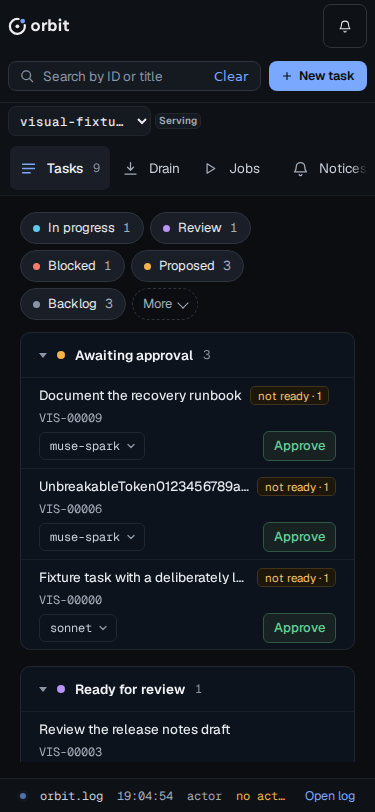 orbit
Search by ID or title Clear + New task
visual-fixtu… Serving
Tasks 9 Drain Jobs Notices
In progress 1 Review 1
Blocked 1 Proposed 3
Backlog 3 More
Awaiting approval 3
Document the recovery runbook not ready · 1
VIS-00009
muse-spark Approve
UnbreakableToken0123456789a… not ready · 1
VIS-00006
muse-spark Approve
Fixture task with a deliberately l… not ready · 1
VIS-00000
sonnet Approve
Ready for review 1
Review the release notes draft
VIS-00003
orbit.log 19:04:54 actor no act… Open log